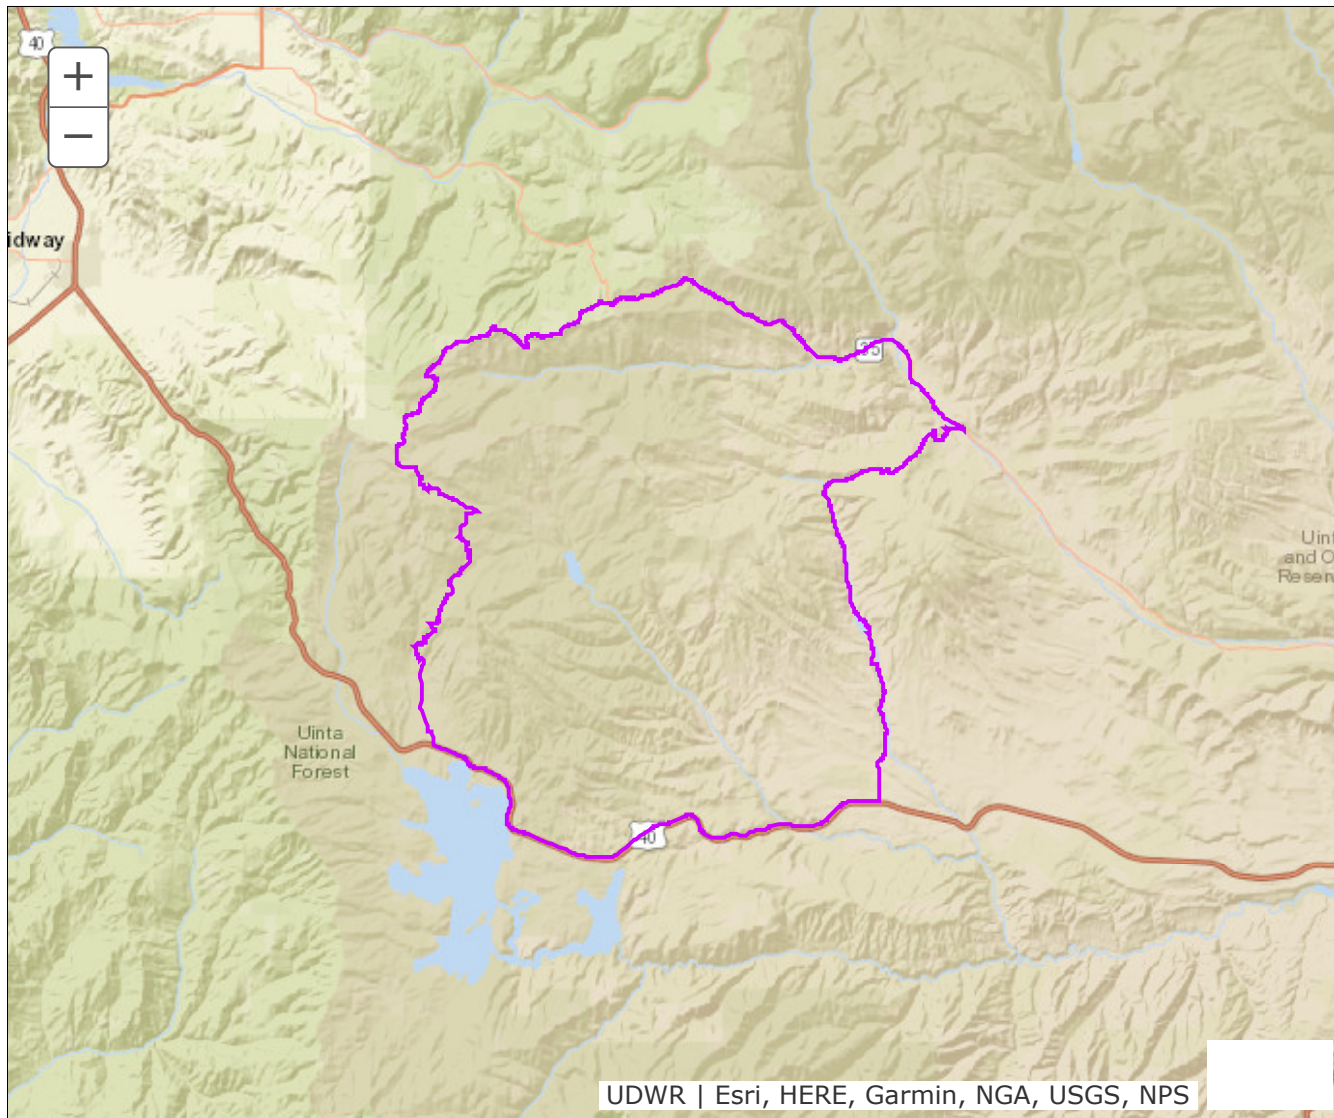 40
+
−
idway
35
Uint
and O
Reser
Uinta
National
Forest
40
UDWR | Esri, HERE, Garmin, NGA, USGS, NPS